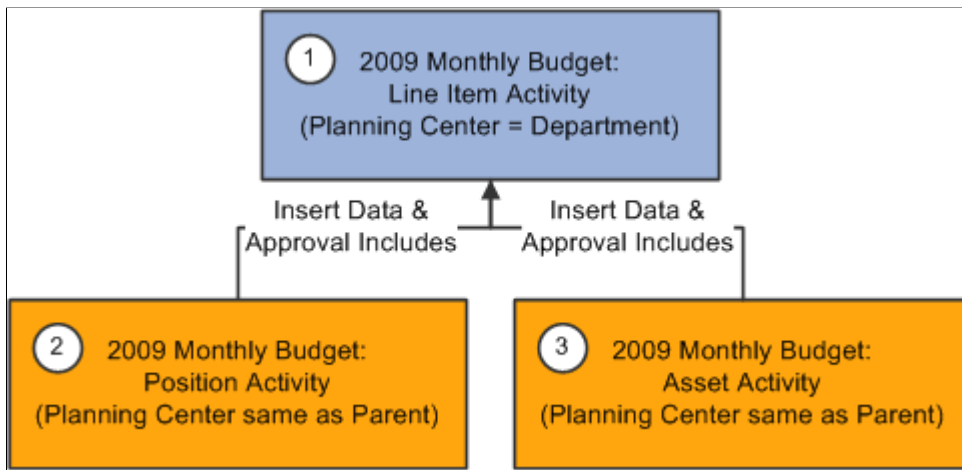 1
2009 Monthly Budget:
Line Item Activity
(Planning Center = Department)
Insert Data &
Approval Includes
Insert Data &
Approval Includes
2
2009 Monthly Budget:
Position Activity
(Planning Center same as Parent)
3
2009 Monthly Budget:
Asset Activity
(Planning Center same as Parent)